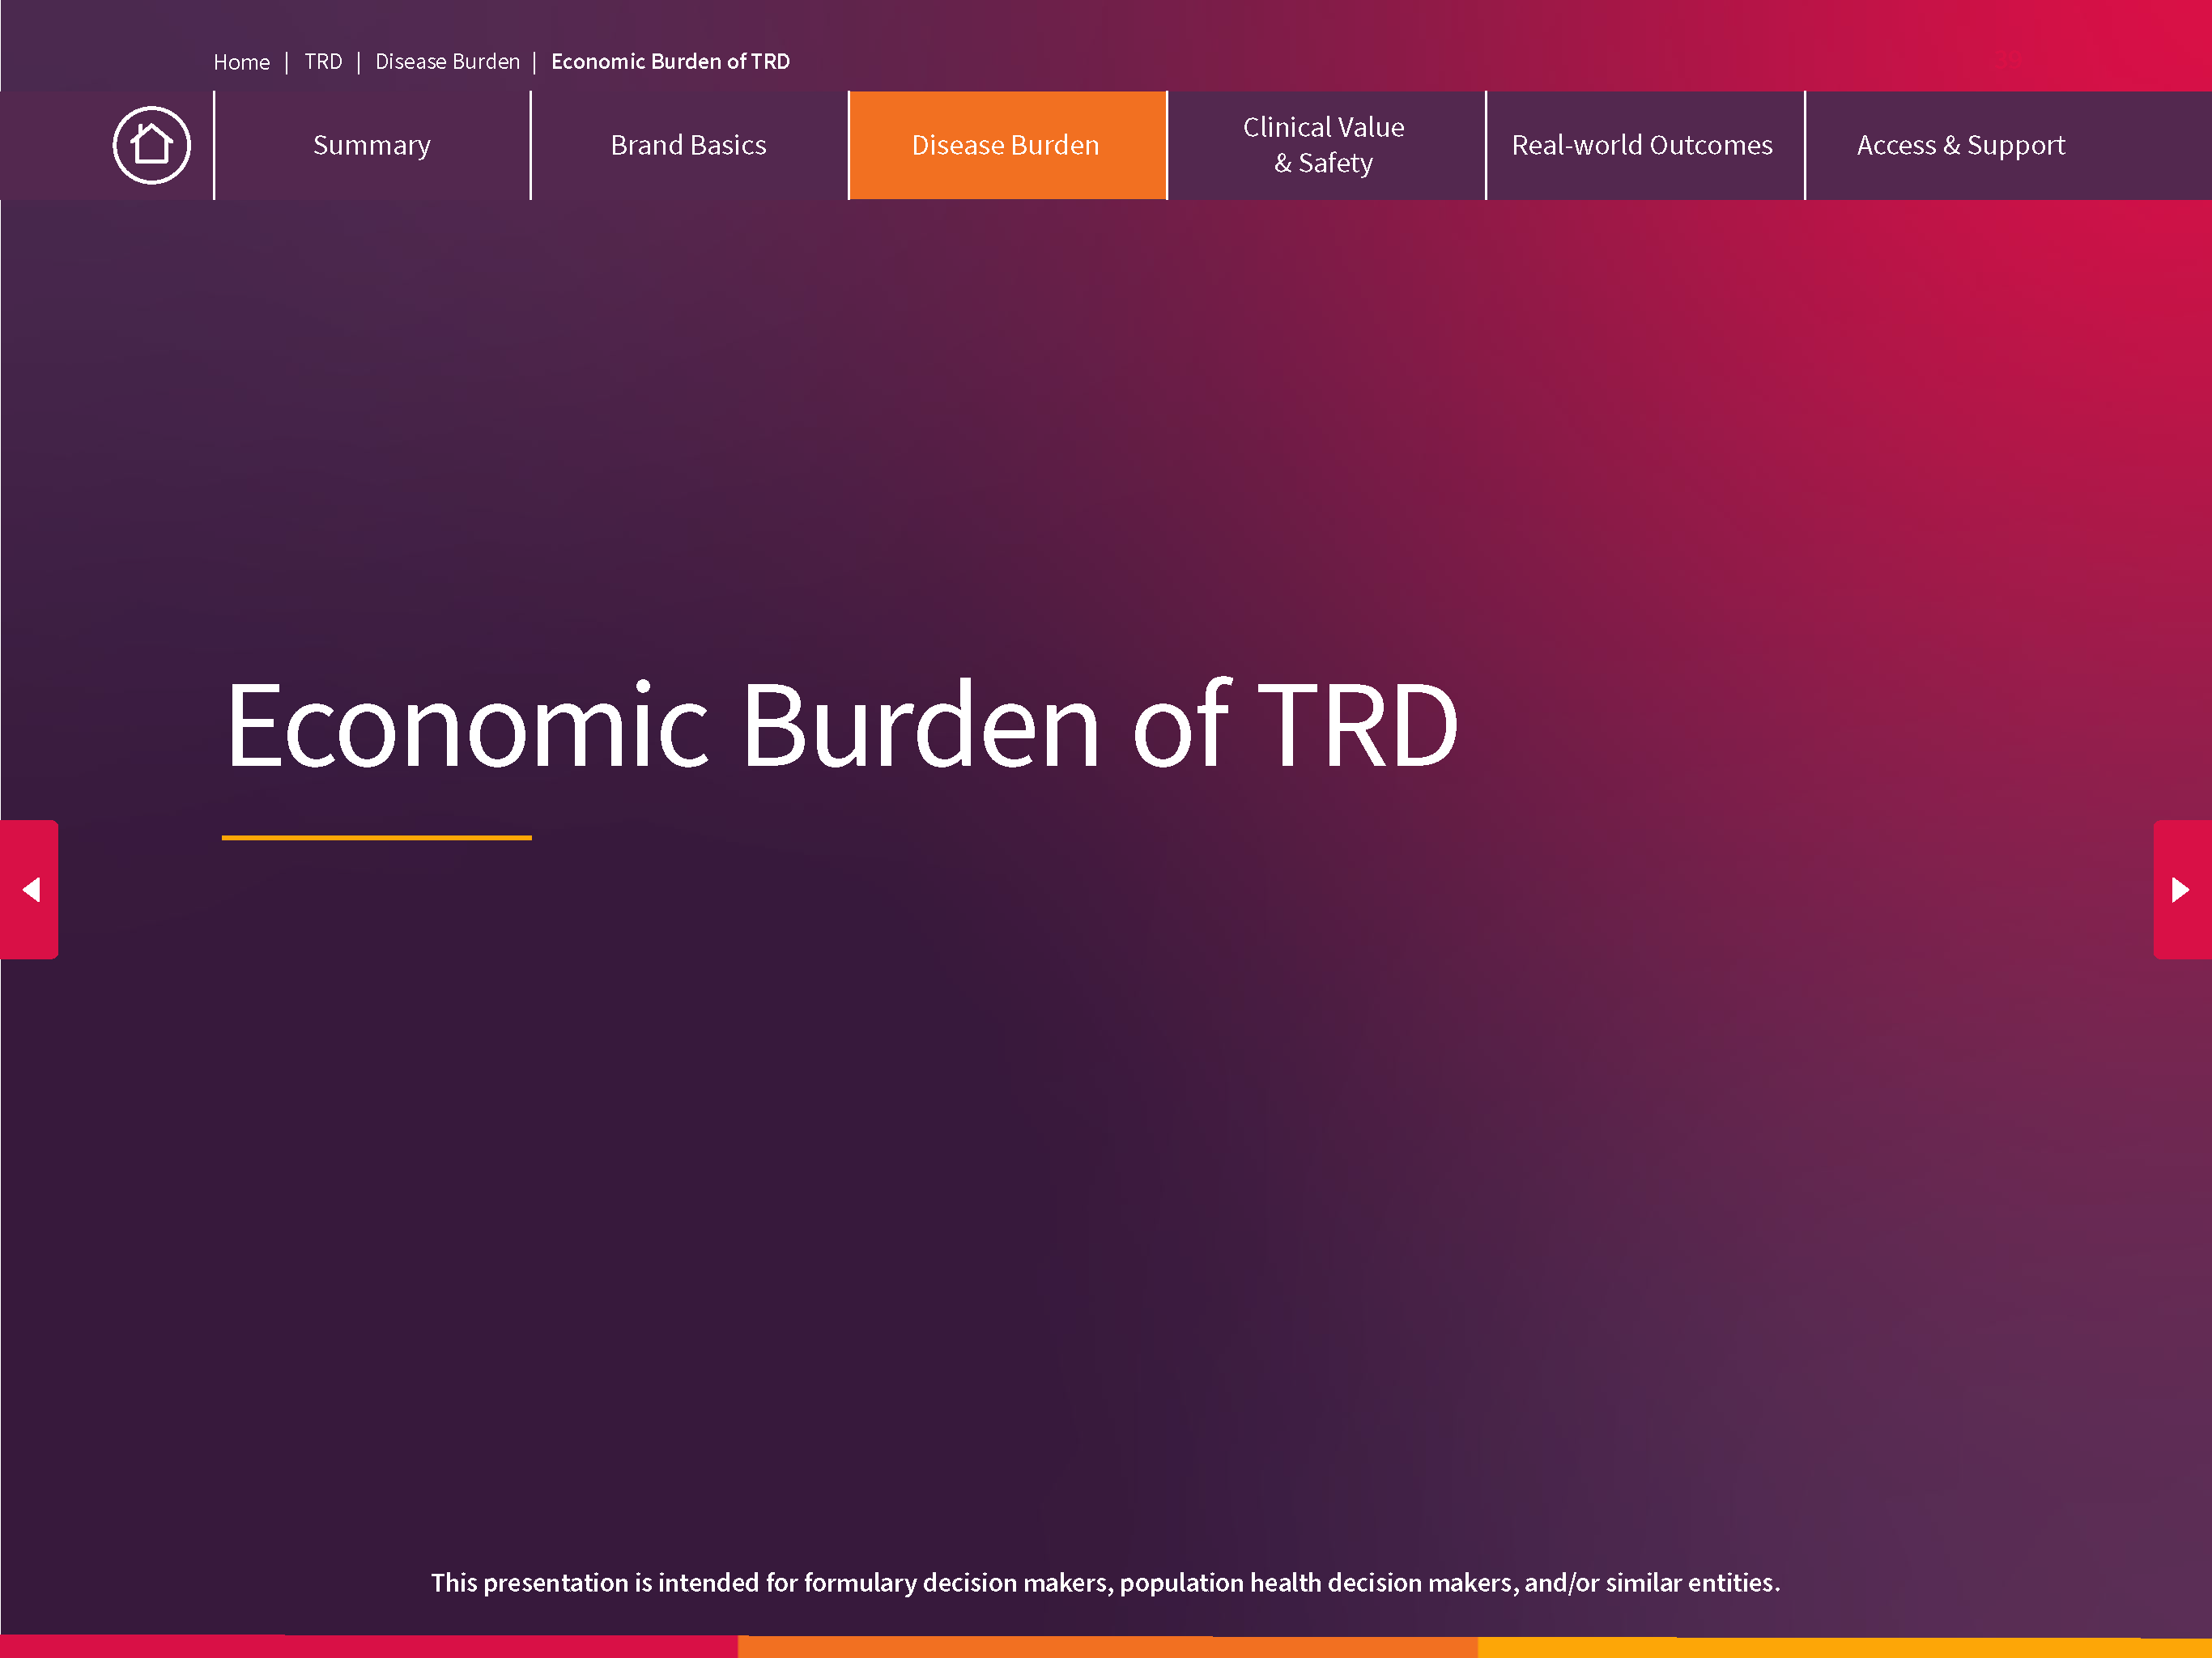 Home | TRD | Disease Burden | Economic Burden of TRD
Summary
Brand Basics
Disease Burden
Clinical Value
& Safety
Real-world Outcomes
Access & Support
Economic Burden of TRD
This presentation is intended for formulary decision makers, population health decision makers, and/or similar entities.